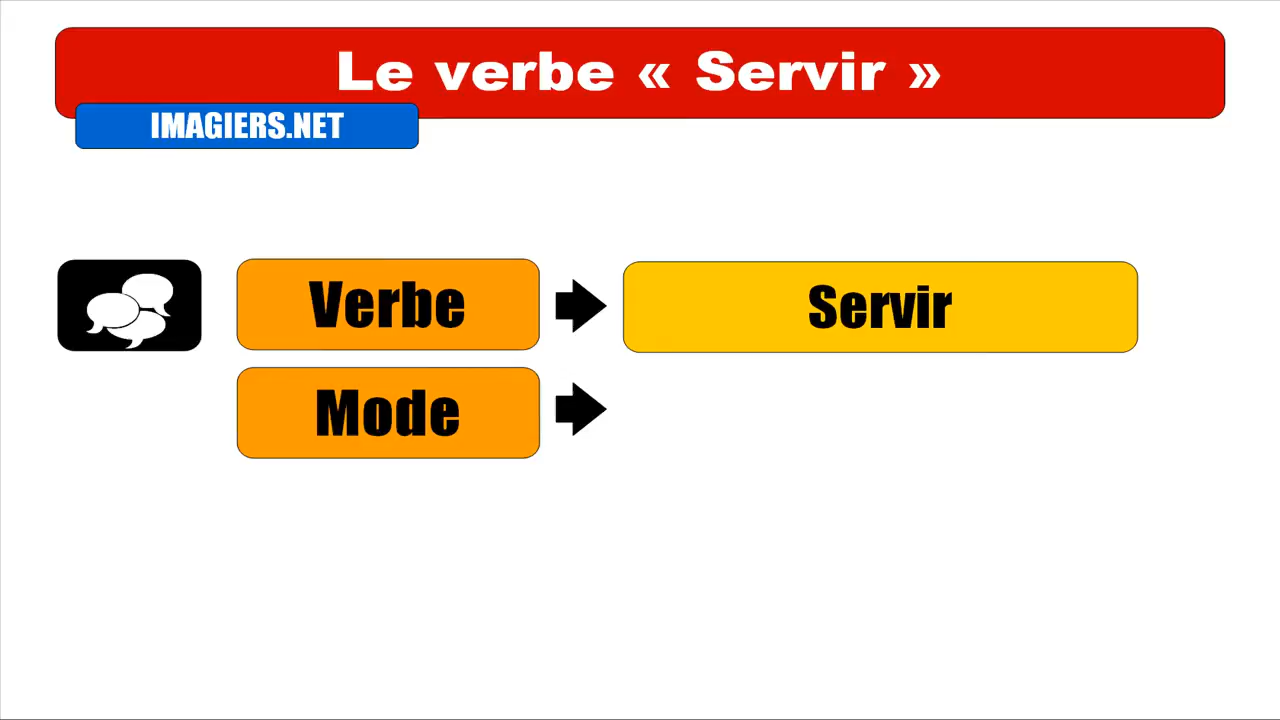 Le verbe « Servir »
IMAGIERS.NET
Verbe
Servir
Mode